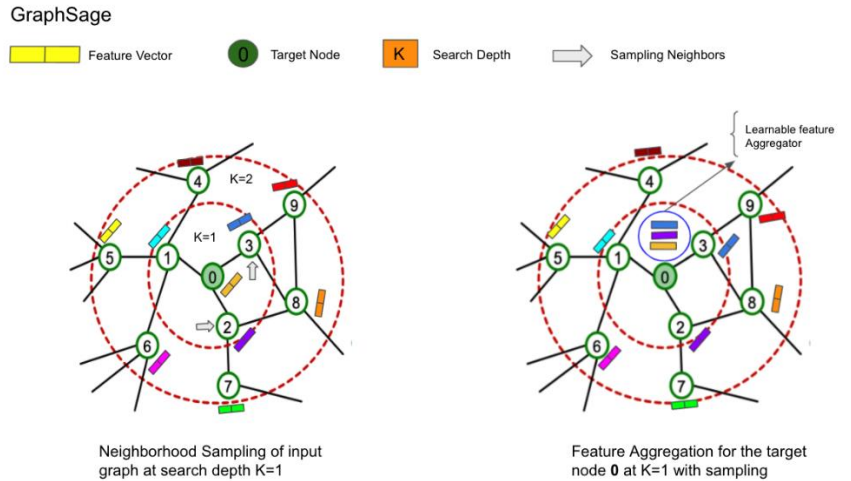 GraphSage
Feature Vector
0
Target Node
K
Search Depth
Sampling Neighbors
Learnable feature
Aggregator
4
K=2
9
K=1
3
5
1
0
8
2
6
7
4
9
3
5
1
0
8
2
6
7
Neighborhood Sampling of input
graph at search depth K=1
Feature Aggregation for the target
node 0 at K=1 with sampling